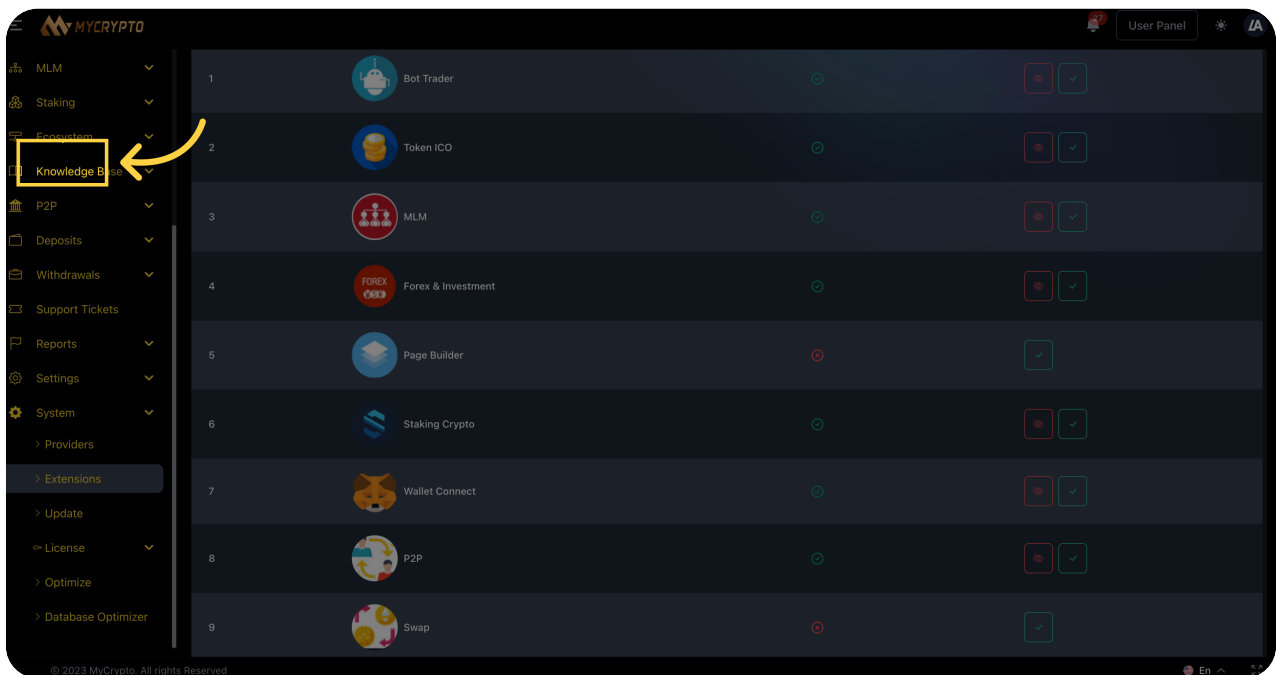 MYCRYPTO
27
User Panel
MLM
Staking
Ecosystem
Knowledge Base
P2P
Deposits
Withdrawals
Support Tickets
Reports
Settings
System
> Providers
> Extensions
> Update
License
> Optimize
> Database Optimizer
1 Bot Trader
2 Token ICO
3 MLM
4 FOREX Forex & Investment
5 Page Builder
6 Staking Crypto
7 Wallet Connect
8 P2P
9 Swap
© 2023 MyCrypto. All rights Reserved
En